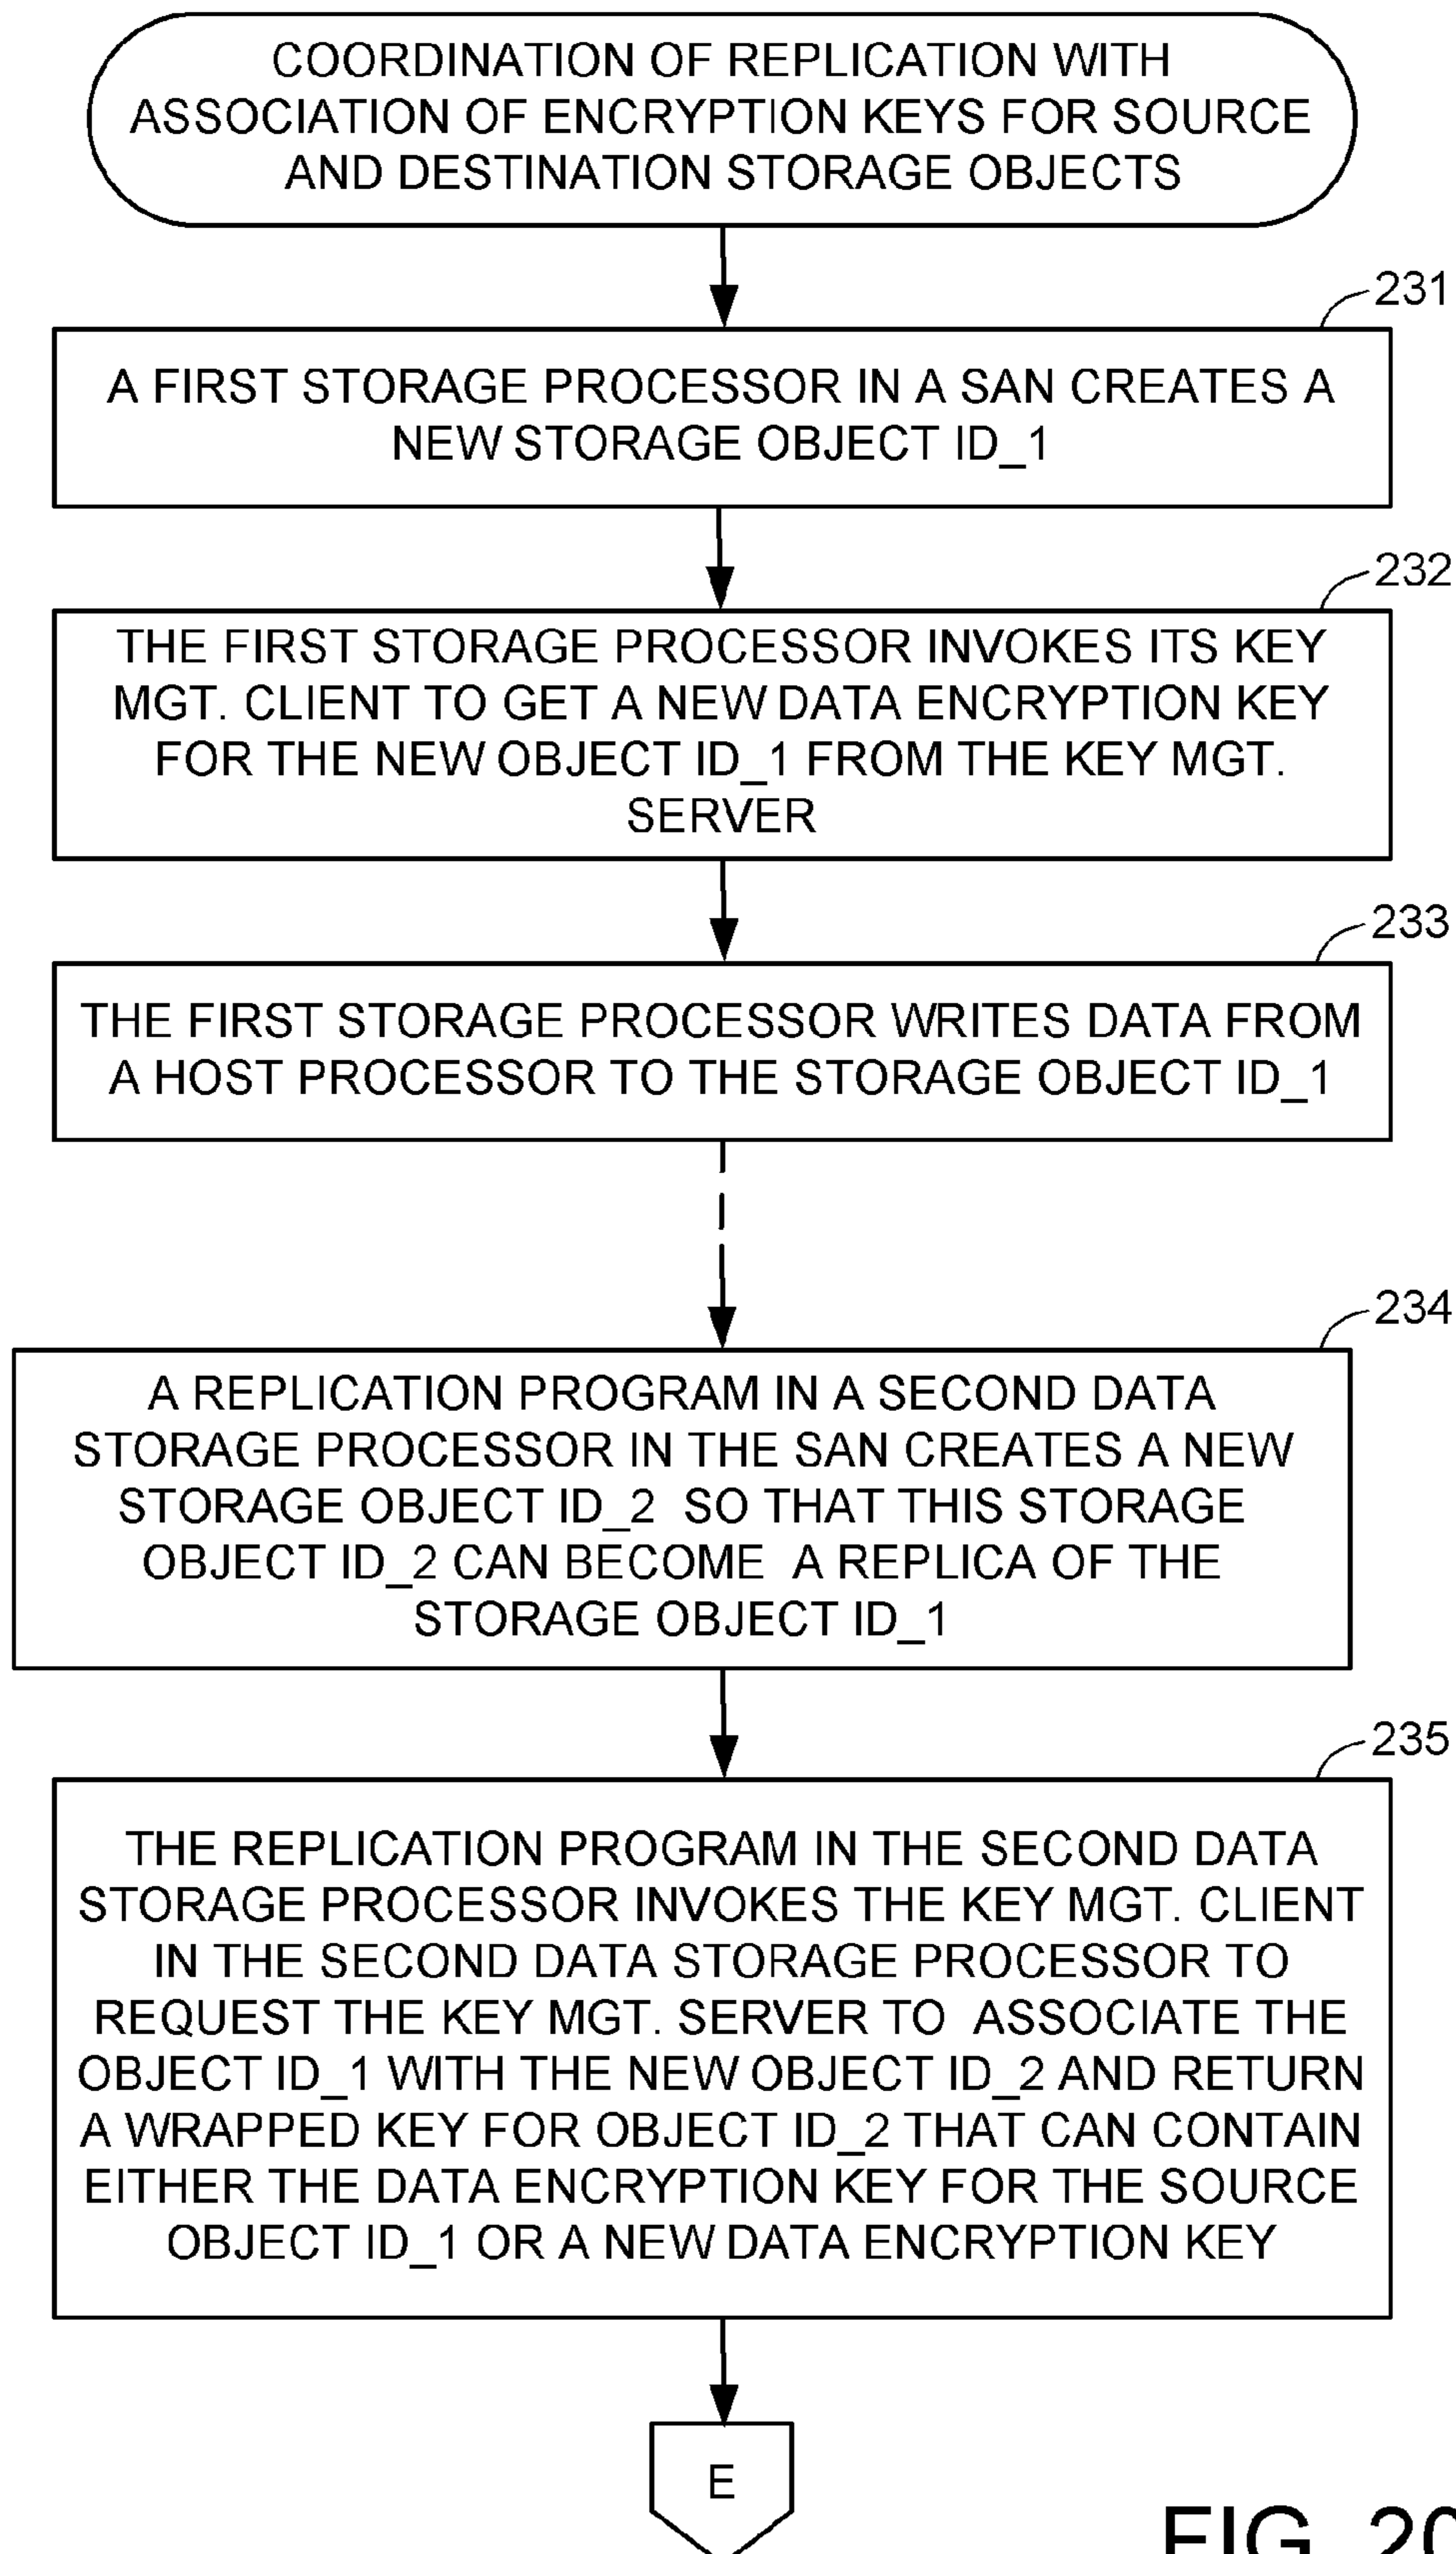 COORDINATION OF REPLICATION WITH
ASSOCIATION OF ENCRYPTION KEYS FOR SOURCE
AND DESTINATION STORAGE OBJECTS
231
A FIRST STORAGE PROCESSOR IN A SAN CREATES A
NEW STORAGE OBJECT ID_1
232
THE FIRST STORAGE PROCESSOR INVOKES ITS KEY
MGT. CLIENT TO GET A NEW DATA ENCRYPTION KEY
FOR THE NEW OBJECT ID_1 FROM THE KEY MGT.
SERVER
233
THE FIRST STORAGE PROCESSOR WRITES DATA FROM
A HOST PROCESSOR TO THE STORAGE OBJECT ID_1
234
A REPLICATION PROGRAM IN A SECOND DATA
STORAGE PROCESSOR IN THE SAN CREATES A NEW
STORAGE OBJECT ID_2 SO THAT THIS STORAGE
OBJECT ID_2 CAN BECOME A REPLICA OF THE
STORAGE OBJECT ID_1
235
THE REPLICATION PROGRAM IN THE SECOND DATA
STORAGE PROCESSOR INVOKES THE KEY MGT. CLIENT
IN THE SECOND DATA STORAGE PROCESSOR TO
REQUEST THE KEY MGT. SERVER TO ASSOCIATE THE
OBJECT ID_1 WITH THE NEW OBJECT ID_2 AND RETURN
A WRAPPED KEY FOR OBJECT ID_2 THAT CAN CONTAIN
EITHER THE DATA ENCRYPTION KEY FOR THE SOURCE
OBJECT ID_1 OR A NEW DATA ENCRYPTION KEY
E
FIG. 20